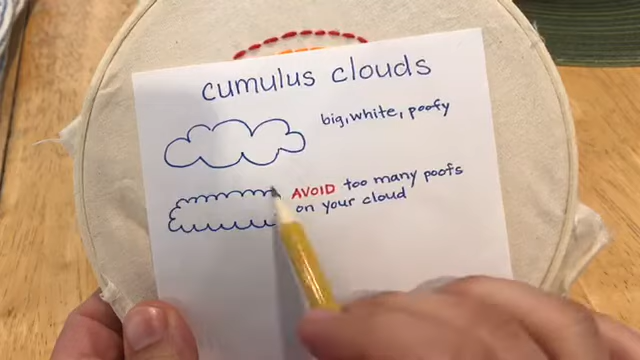 cumulus clouds
big, white, poofy
AVOID too many poofs
on your cloud